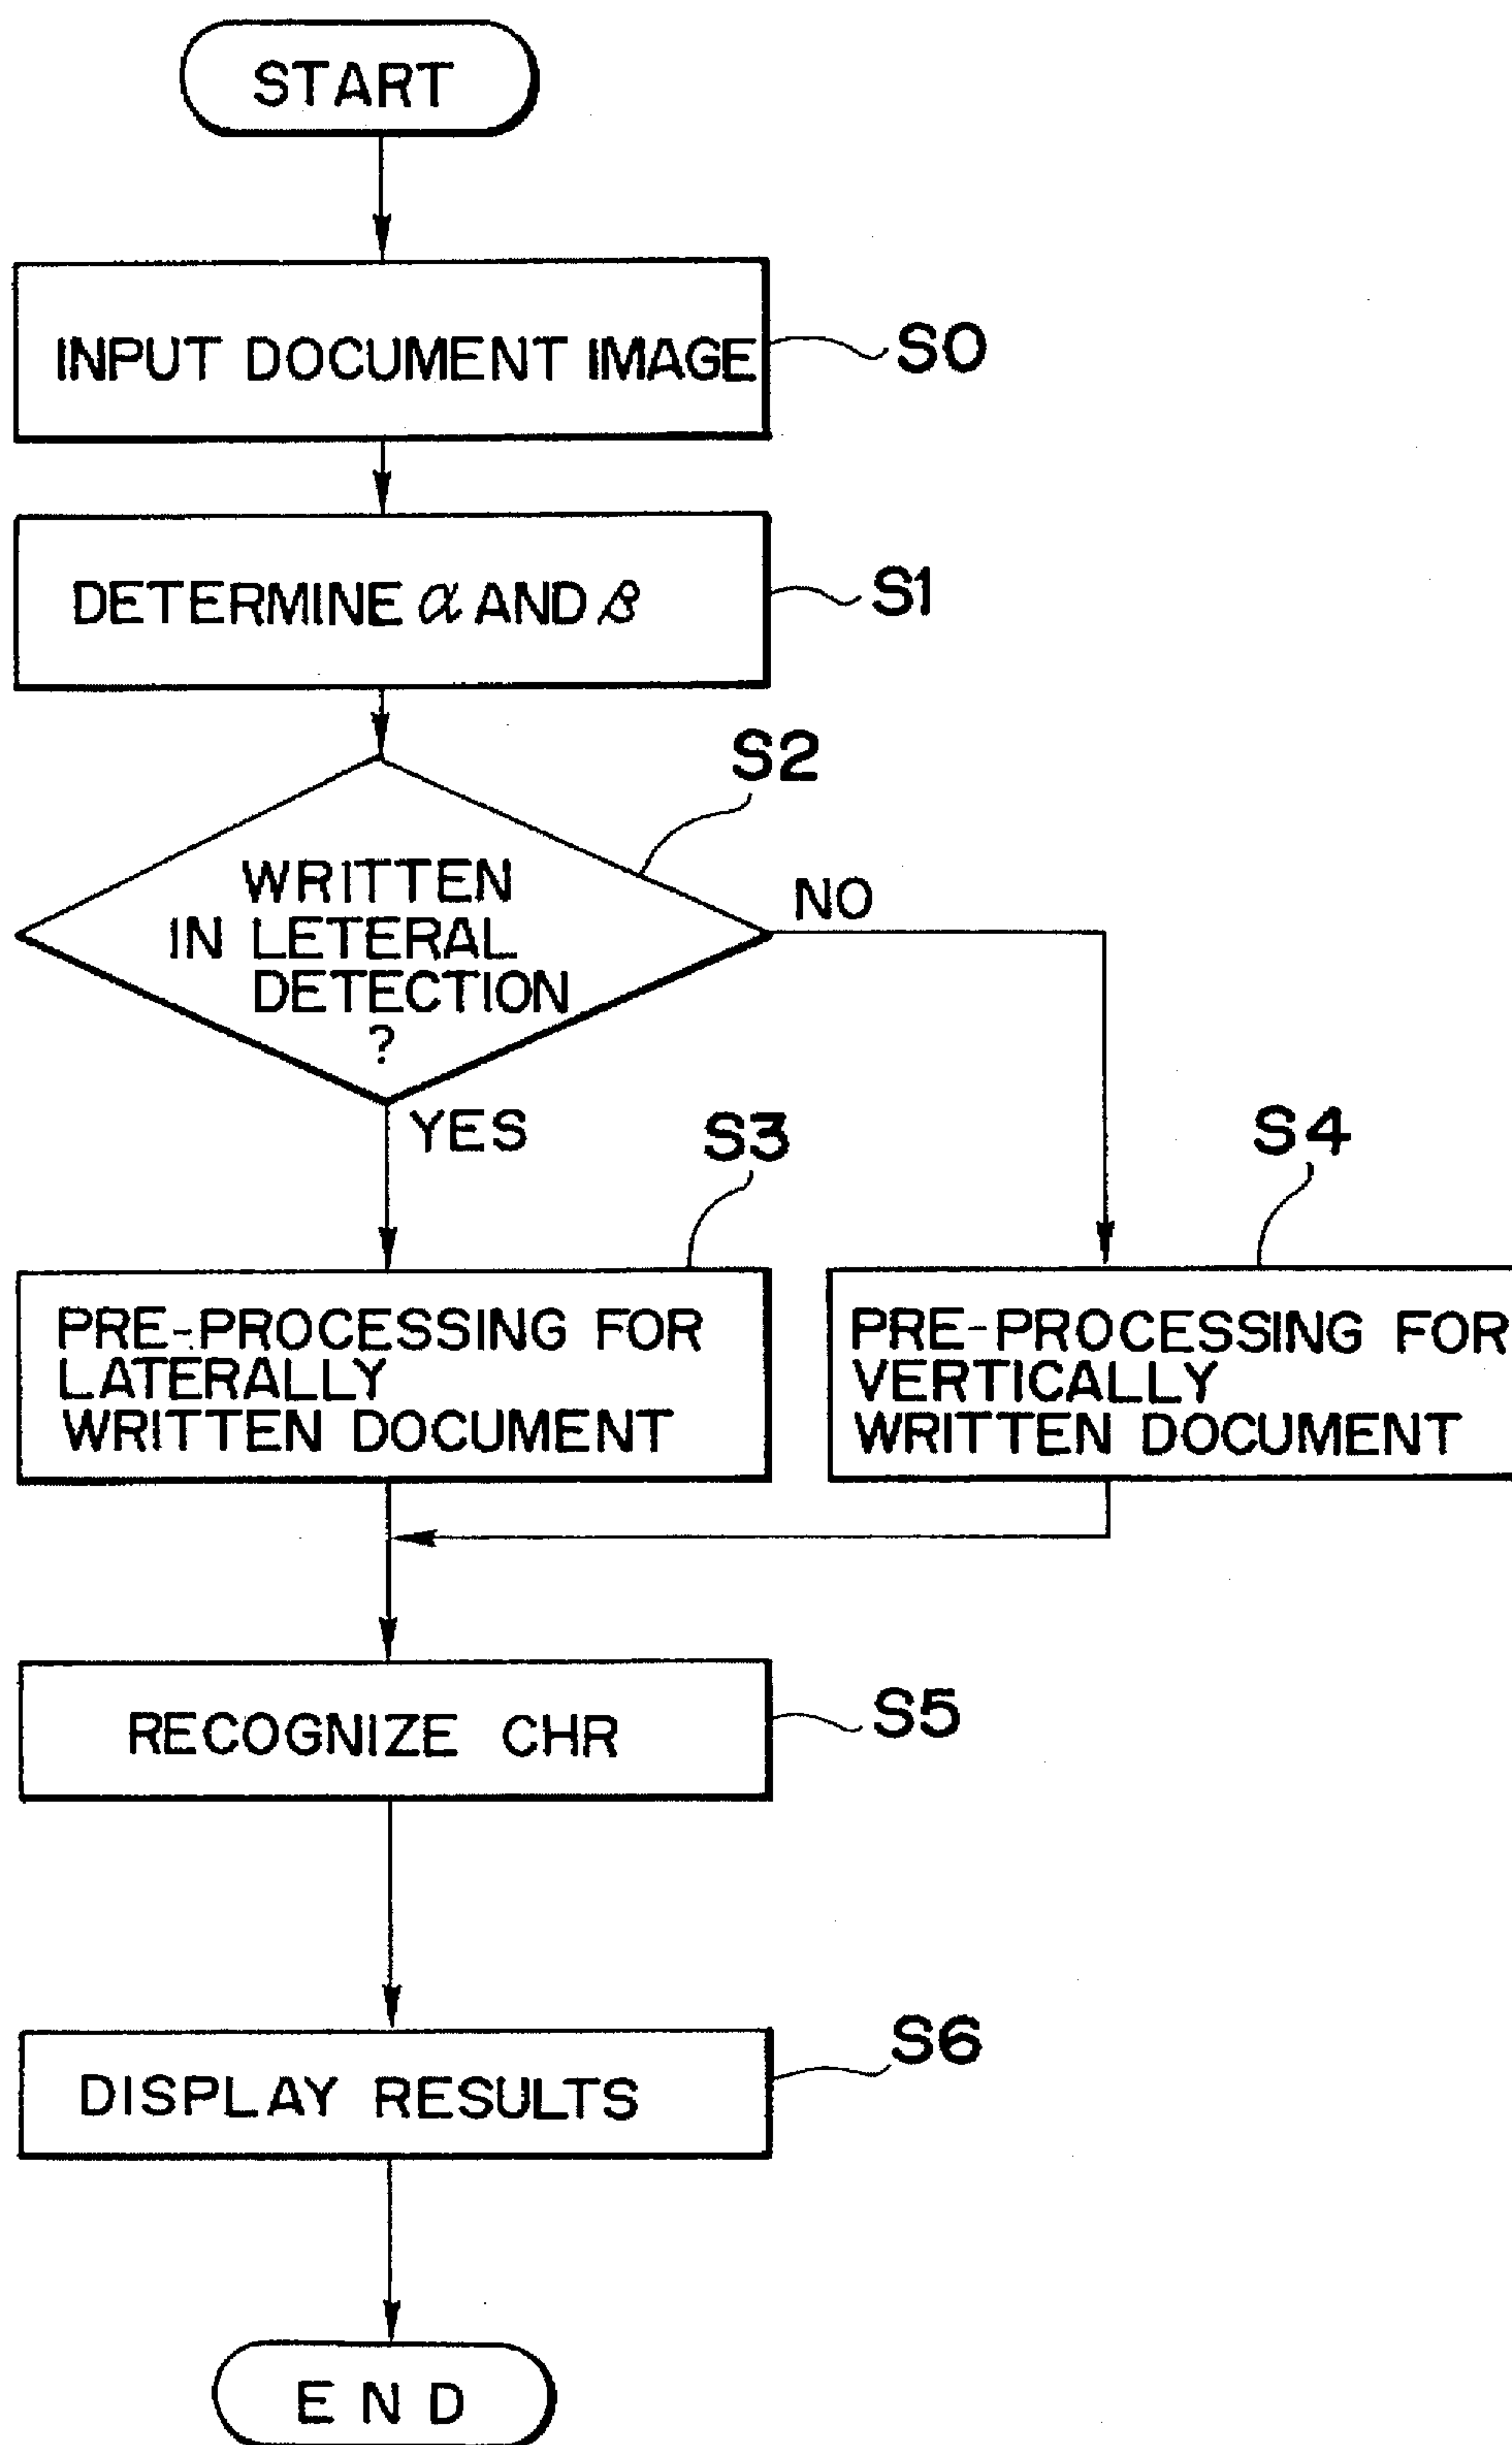 START
INPUT DOCUMENT IMAGE
S0
DETERMINE α AND β
S1
S2
WRITTEN
IN LETERAL
DETECTION
?
NO
YES
S3
S4
PRE-PROCESSING FOR
LATERALLY
WRITTEN DOCUMENT
PRE-PROCESSING FOR
VERTICALLY
WRITTEN DOCUMENT
RECOGNIZE CHR
S5
DISPLAY RESULTS
S6
END